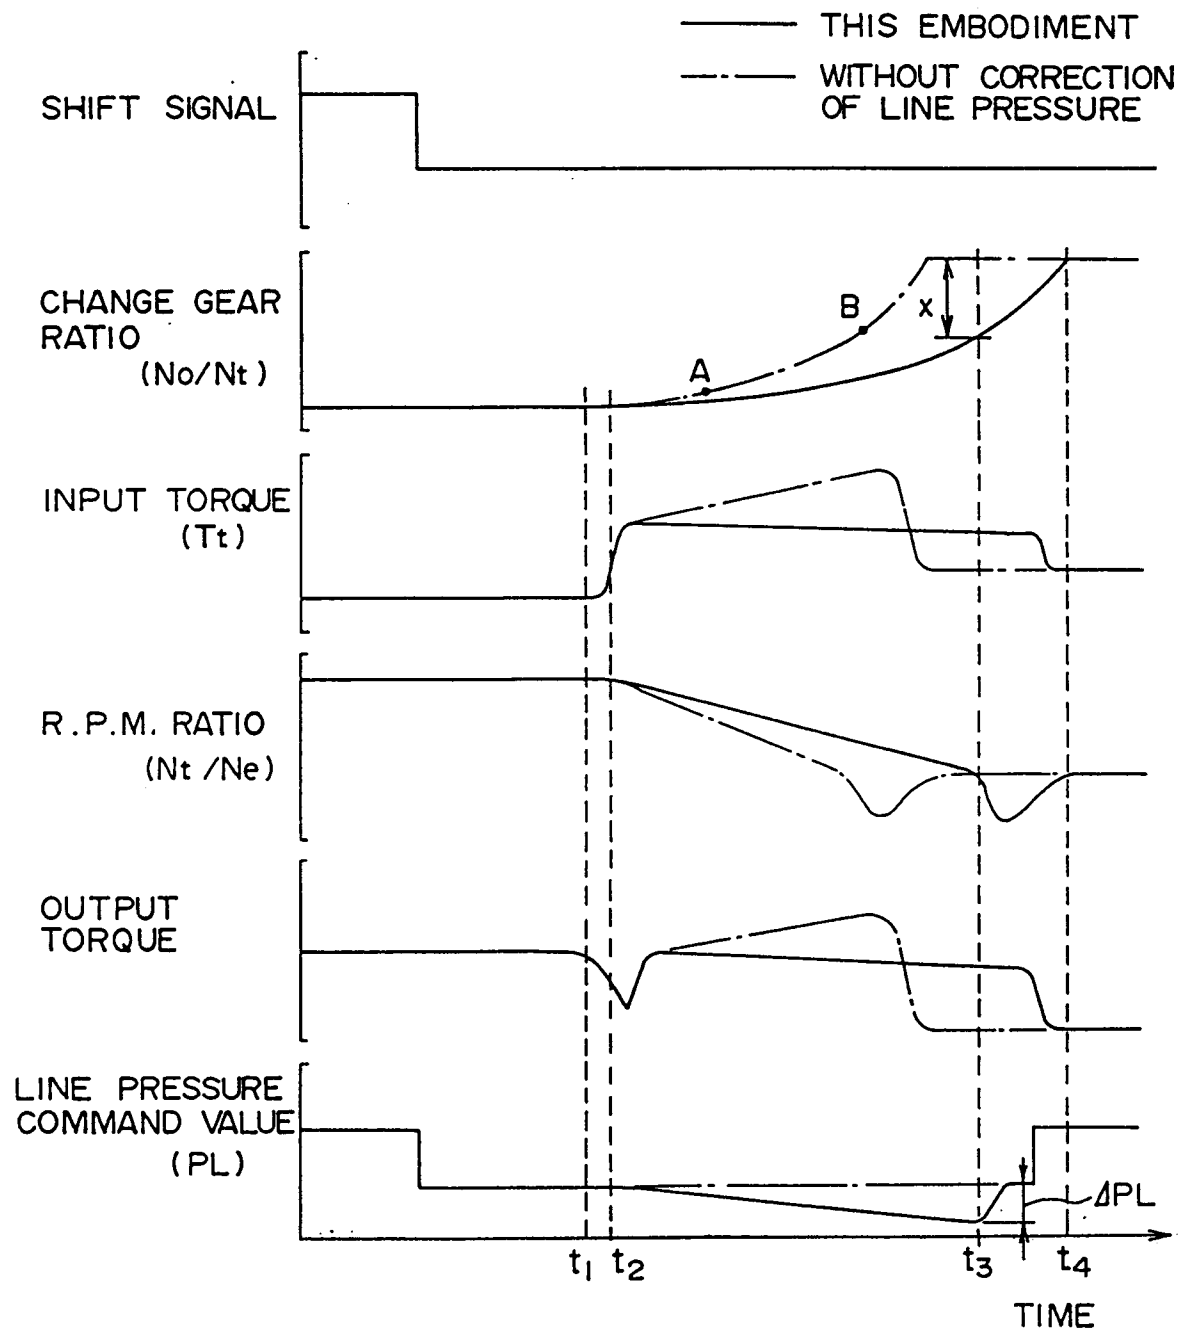 THIS EMBODIMENT
WITHOUT CORRECTION
OF LINE PRESSURE
SHIFT SIGNAL
CHANGE GEAR
RATIO
(No/Nt)
A
B
x
INPUT TORQUE
(Tt)
R.P.M. RATIO
(Nt/Ne)
OUTPUT
TORQUE
LINE PRESSURE
COMMAND VALUE
(PL)
ΔPL
t1 t2 t3 t4
TIME